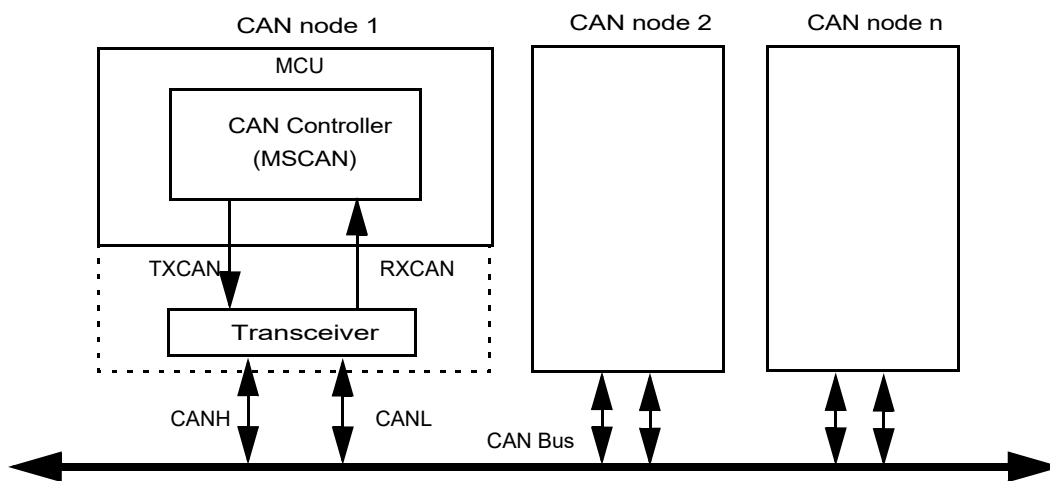 CAN node 1
CAN node 2
CAN node n
MCU
CAN Controller
(MSCAN)
TXCAN
RXCAN
Transceiver
CANH
CANL
CAN Bus